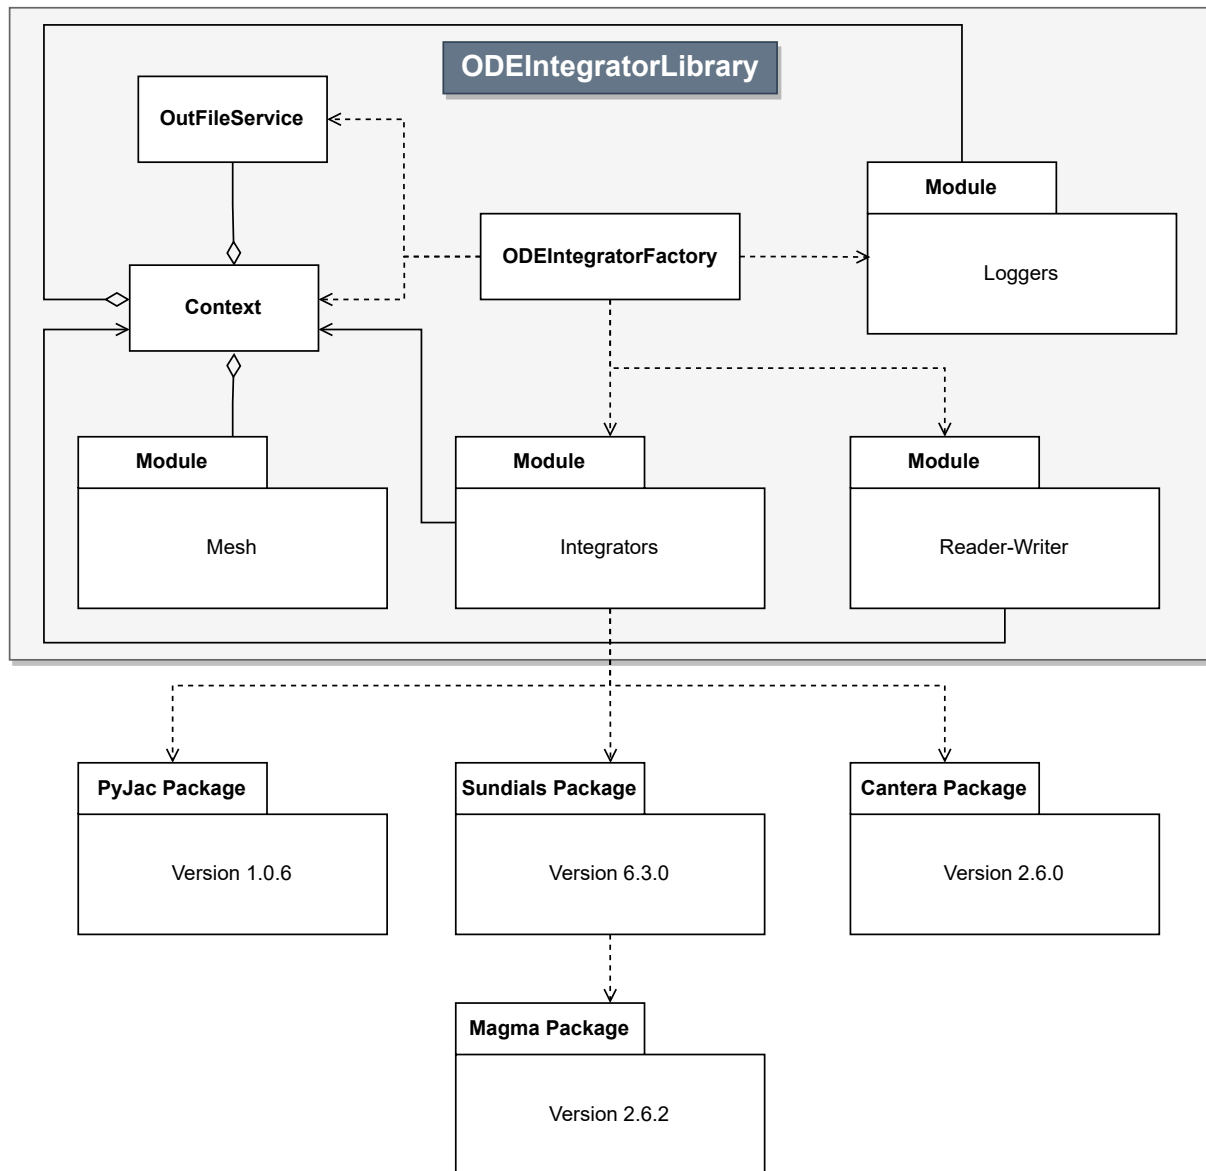 ODEIntegratorLibrary
OutFileService
Module
Loggers
ODEIntegratorFactory
Context
Module
Mesh
Module
Integrators
Module
Reader-Writer
PyJac Package
Version 1.0.6
Sundials Package
Version 6.3.0
Cantera Package
Version 2.6.0
Magma Package
Version 2.6.2